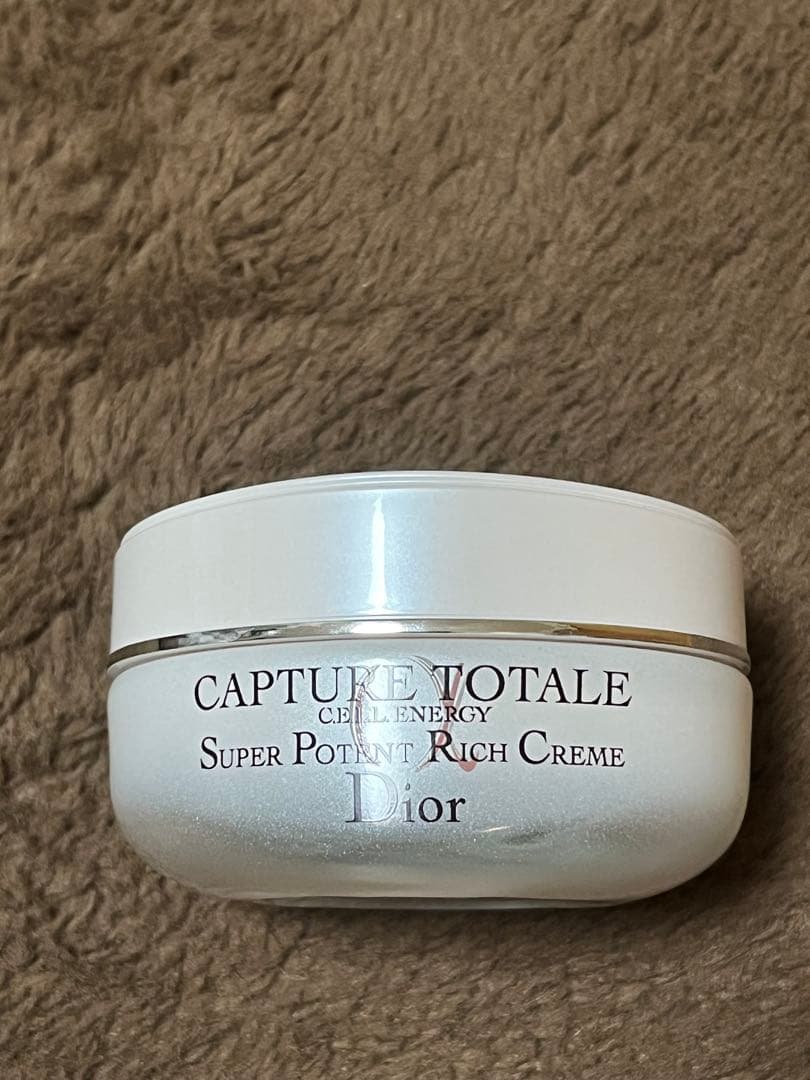 CAPTURE TOTALE
C.E.L.L. ENERGY
SUPER POTENT RICH CREME
Dior